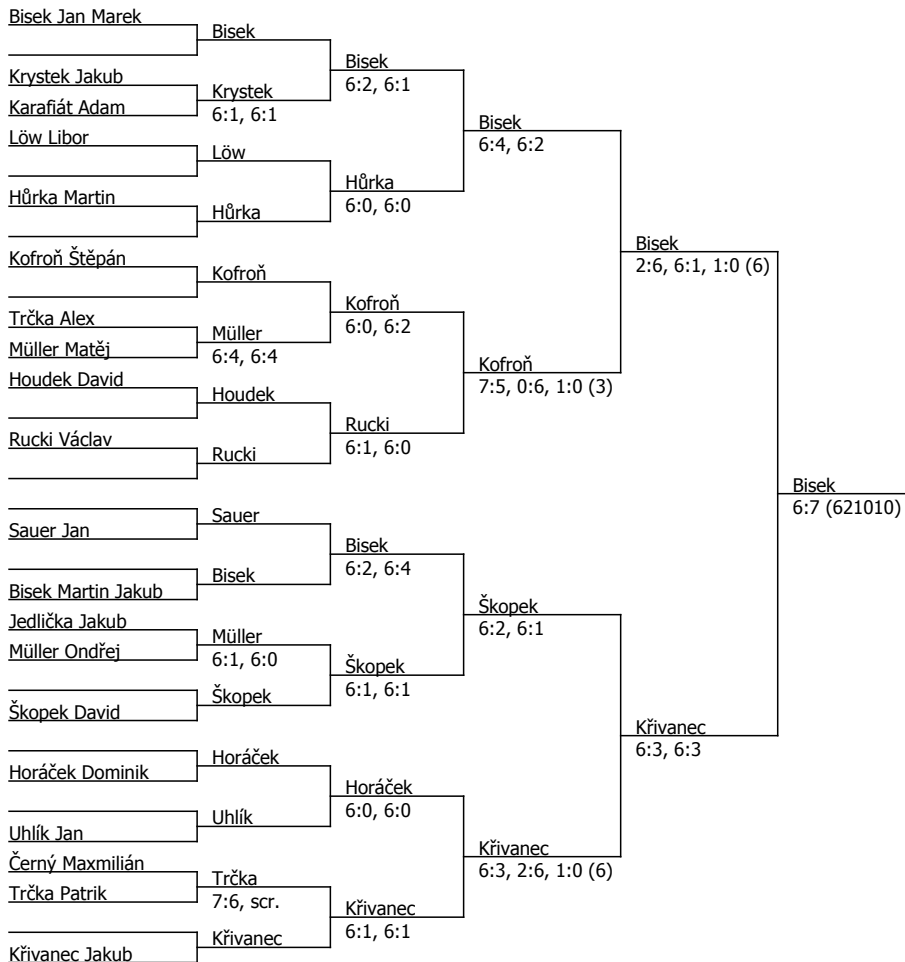 Bisek Jan Marek
Bisek
Bisek
6:2, 6:1
Krystek Jakub
Krystek
6:1, 6:1
Karafiát Adam
Bisek
6:4, 6:2
Löw Libor
Löw
Hůrka
6:0, 6:0
Hůrka Martin
Hůrka
Bisek
2:6, 6:1, 1:0 (6)
Kofroň Štěpán
Kofroň
Kofroň
6:0, 6:2
Trčka Alex
Müller
6:4, 6:4
Müller Matěj
Kofroň
7:5, 0:6, 1:0 (3)
Houdek David
Houdek
Rucki
6:1, 6:0
Rucki Václav
Rucki
Bisek
6:7 (621010)
Sauer Jan
Sauer
Bisek
6:2, 6:4
Bisek Martin Jakub
Bisek
Škopek
6:2, 6:1
Jedlička Jakub
Müller
6:1, 6:0
Müller Ondřej
Škopek
6:1, 6:1
Škopek David
Škopek
Křivanec
6:3, 6:3
Horáček Dominik
Horáček
Horáček
6:0, 6:0
Uhlík Jan
Uhlík
Křivanec
6:3, 2:6, 1:0 (6)
Černý Maxmilián
Trčka
7:6, scr.
Trčka Patrik
Křivanec
6:1, 6:1
Křivanec Jakub
Křivanec